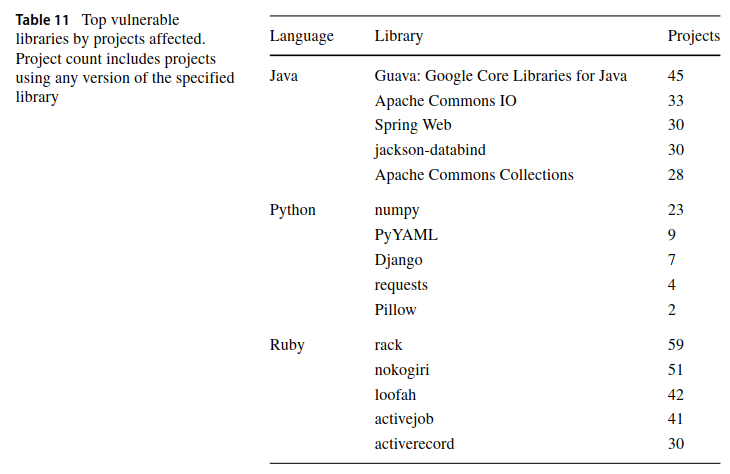 Table 11 Top vulnerable
libraries by projects affected.
Project count includes projects
using any version of the specified
library
Language Library Projects
Java Guava: Google Core Libraries for Java 45
Apache Commons IO 33
Spring Web 30
jackson-databind 30
Apache Commons Collections 28
Python numpy 23
PyYAML 9
Django 7
requests 4
Pillow 2
Ruby rack 59
nokogiri 51
loofah 42
activejob 41
activerecord 30